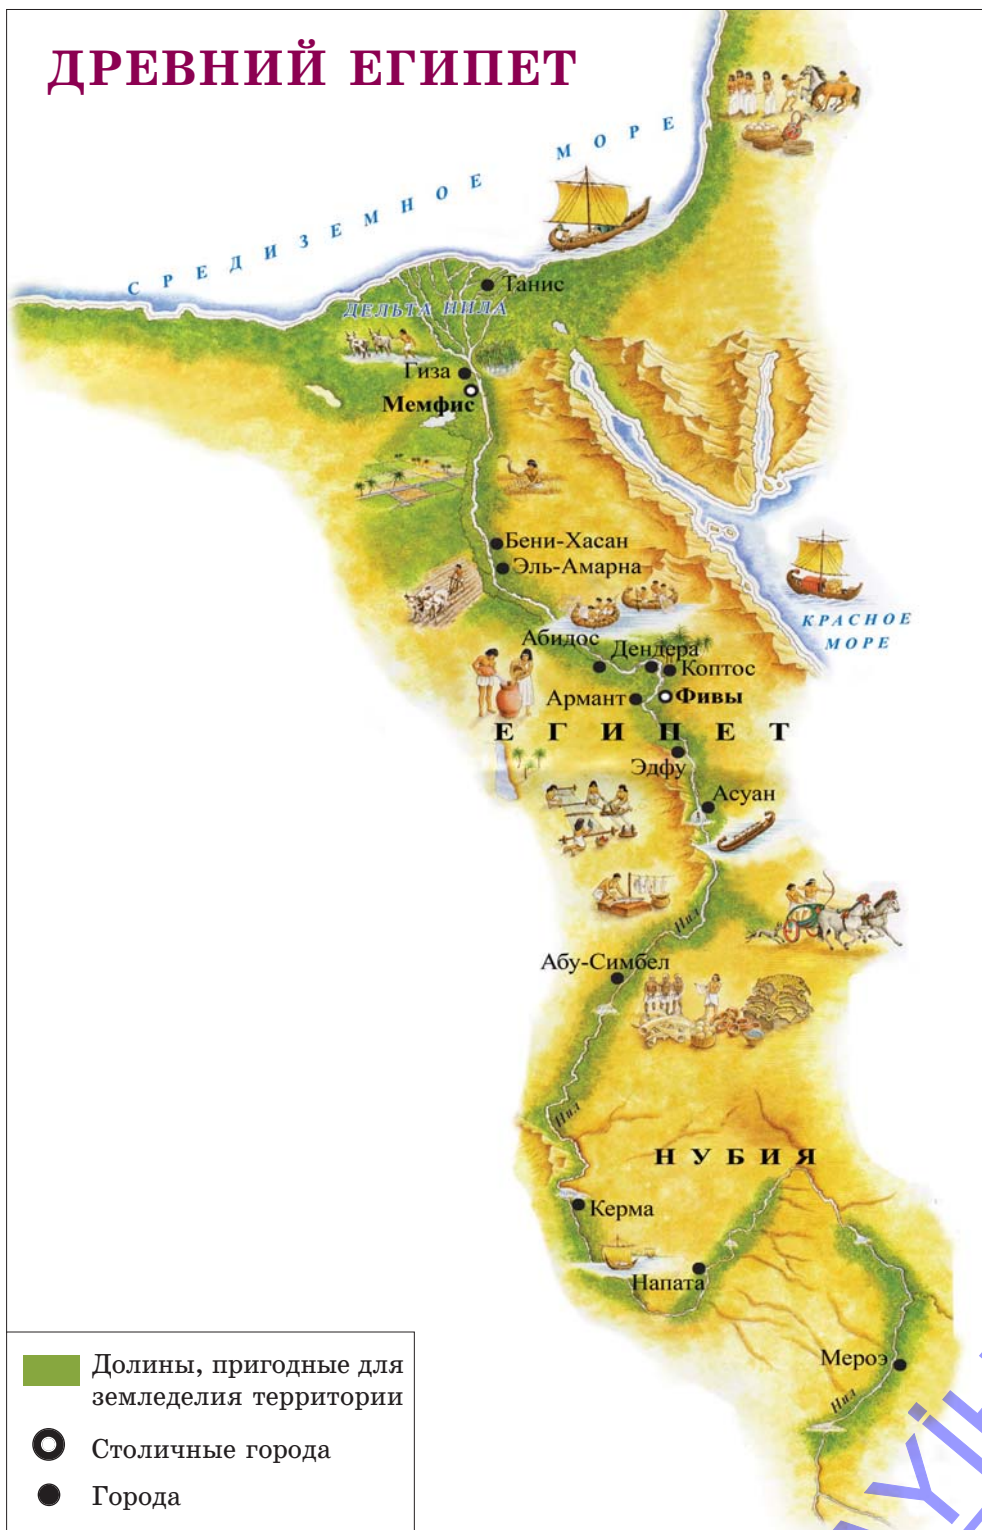 ДРЕВНИЙ ЕГИПЕТ
СРЕДИЗЕМНОЕ МОРЕ
Танис
ДЕЛЬТА НИЛА
Гиза
Мемфис
Бени-Хасан
Эль-Амарна
КРАСНОЕ
МОРЕ
Абидос
Дендера
Коптос
Армант
Фивы
ЕГИПЕТ
Эдфу
Асуан
Нил
Абу-Симбел
Нил
НУБИЯ
Керма
Напата
Мероэ
Нил
Долины, пригодные для
земледелия территории
Столичные города
Города